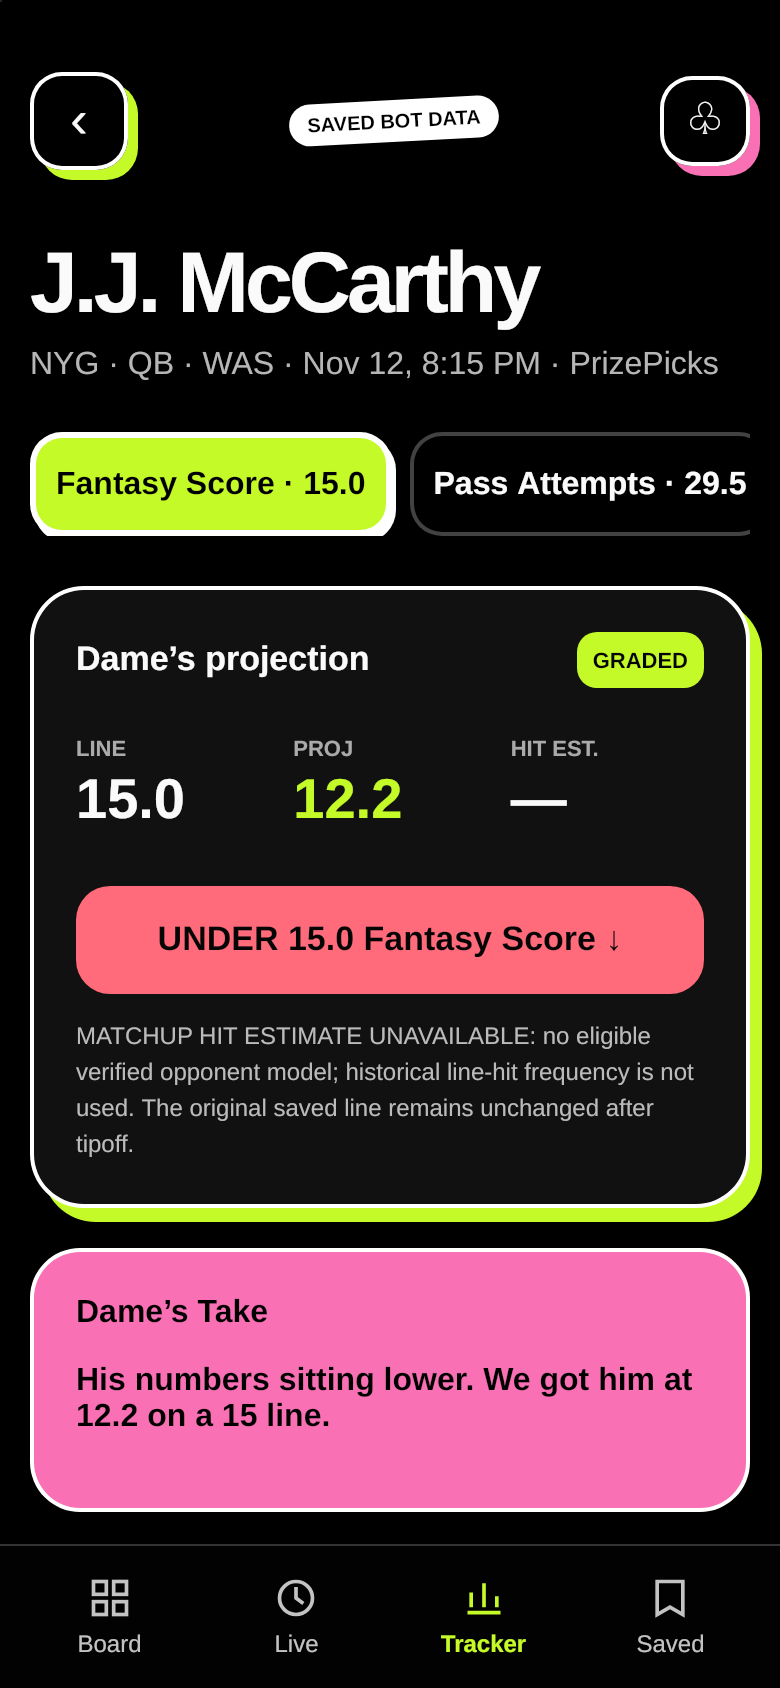 ‹
SAVED BOT DATA
J.J. McCarthy
NYG · QB · WAS · Nov 12, 8:15 PM · PrizePicks
Fantasy Score · 15.0
Pass Attempts · 29.5
Dame’s projection
GRADED
LINE
PROJ
HIT EST.
15.0
12.2
—
UNDER 15.0 Fantasy Score ↓
MATCHUP HIT ESTIMATE UNAVAILABLE: no eligible
verified opponent model; historical line-hit frequency is not
used. The original saved line remains unchanged after
tipoff.
Dame’s Take
His numbers sitting lower. We got him at
12.2 on a 15 line.
Board
Live
Tracker
Saved